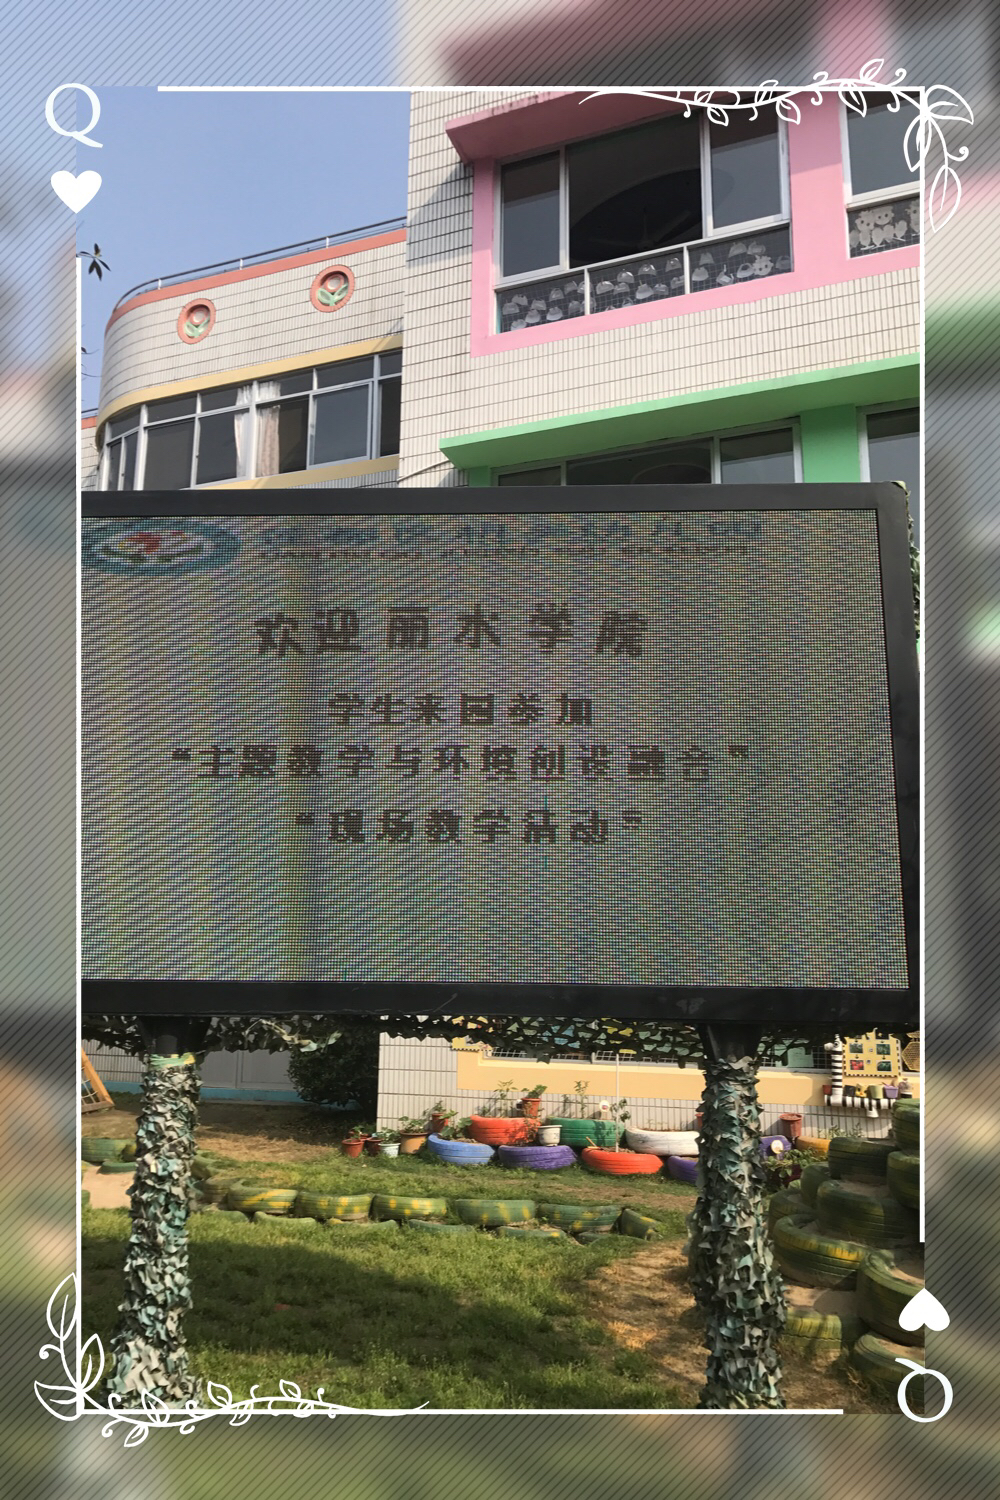 Q
欢迎丽水学院
学生来园参加
“主题教学与环境创设融合”
“现场教学活动”
Q